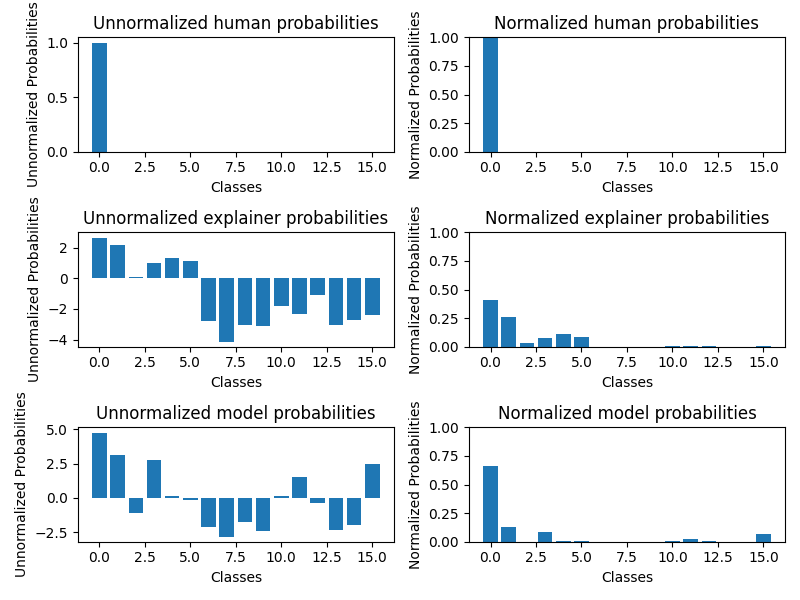 Unnormalized human probabilities
Unnormalized Probabilities
1.0
0.5
0.0
0.0 2.5 5.0 7.5 10.0 12.5 15.0
Classes
Normalized human probabilities
Normalized Probabilities
1.00
0.75
0.50
0.25
0.00
0.0 2.5 5.0 7.5 10.0 12.5 15.0
Classes
Unnormalized explainer probabilities
Unnormalized Probabilities
2
0
−2
−4
0.0 2.5 5.0 7.5 10.0 12.5 15.0
Classes
Normalized explainer probabilities
Normalized Probabilities
1.00
0.75
0.50
0.25
0.00
0.0 2.5 5.0 7.5 10.0 12.5 15.0
Classes
Unnormalized model probabilities
Unnormalized Probabilities
5.0
2.5
0.0
−2.5
0.0 2.5 5.0 7.5 10.0 12.5 15.0
Classes
Normalized model probabilities
Normalized Probabilities
1.00
0.75
0.50
0.25
0.00
0.0 2.5 5.0 7.5 10.0 12.5 15.0
Classes